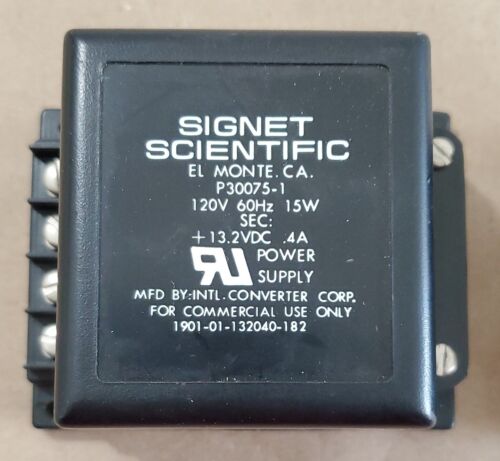 SIGNET
SCIENTIFIC
EL MONTE. CA.
P30075-1
120V 60Hz 15W
SEC:
+13.2VDC .4A
RU POWER
SUPPLY
MFD BY:INTL.CONVERTER CORP.
FOR COMMERCIAL USE ONLY
1901-01-132040-182